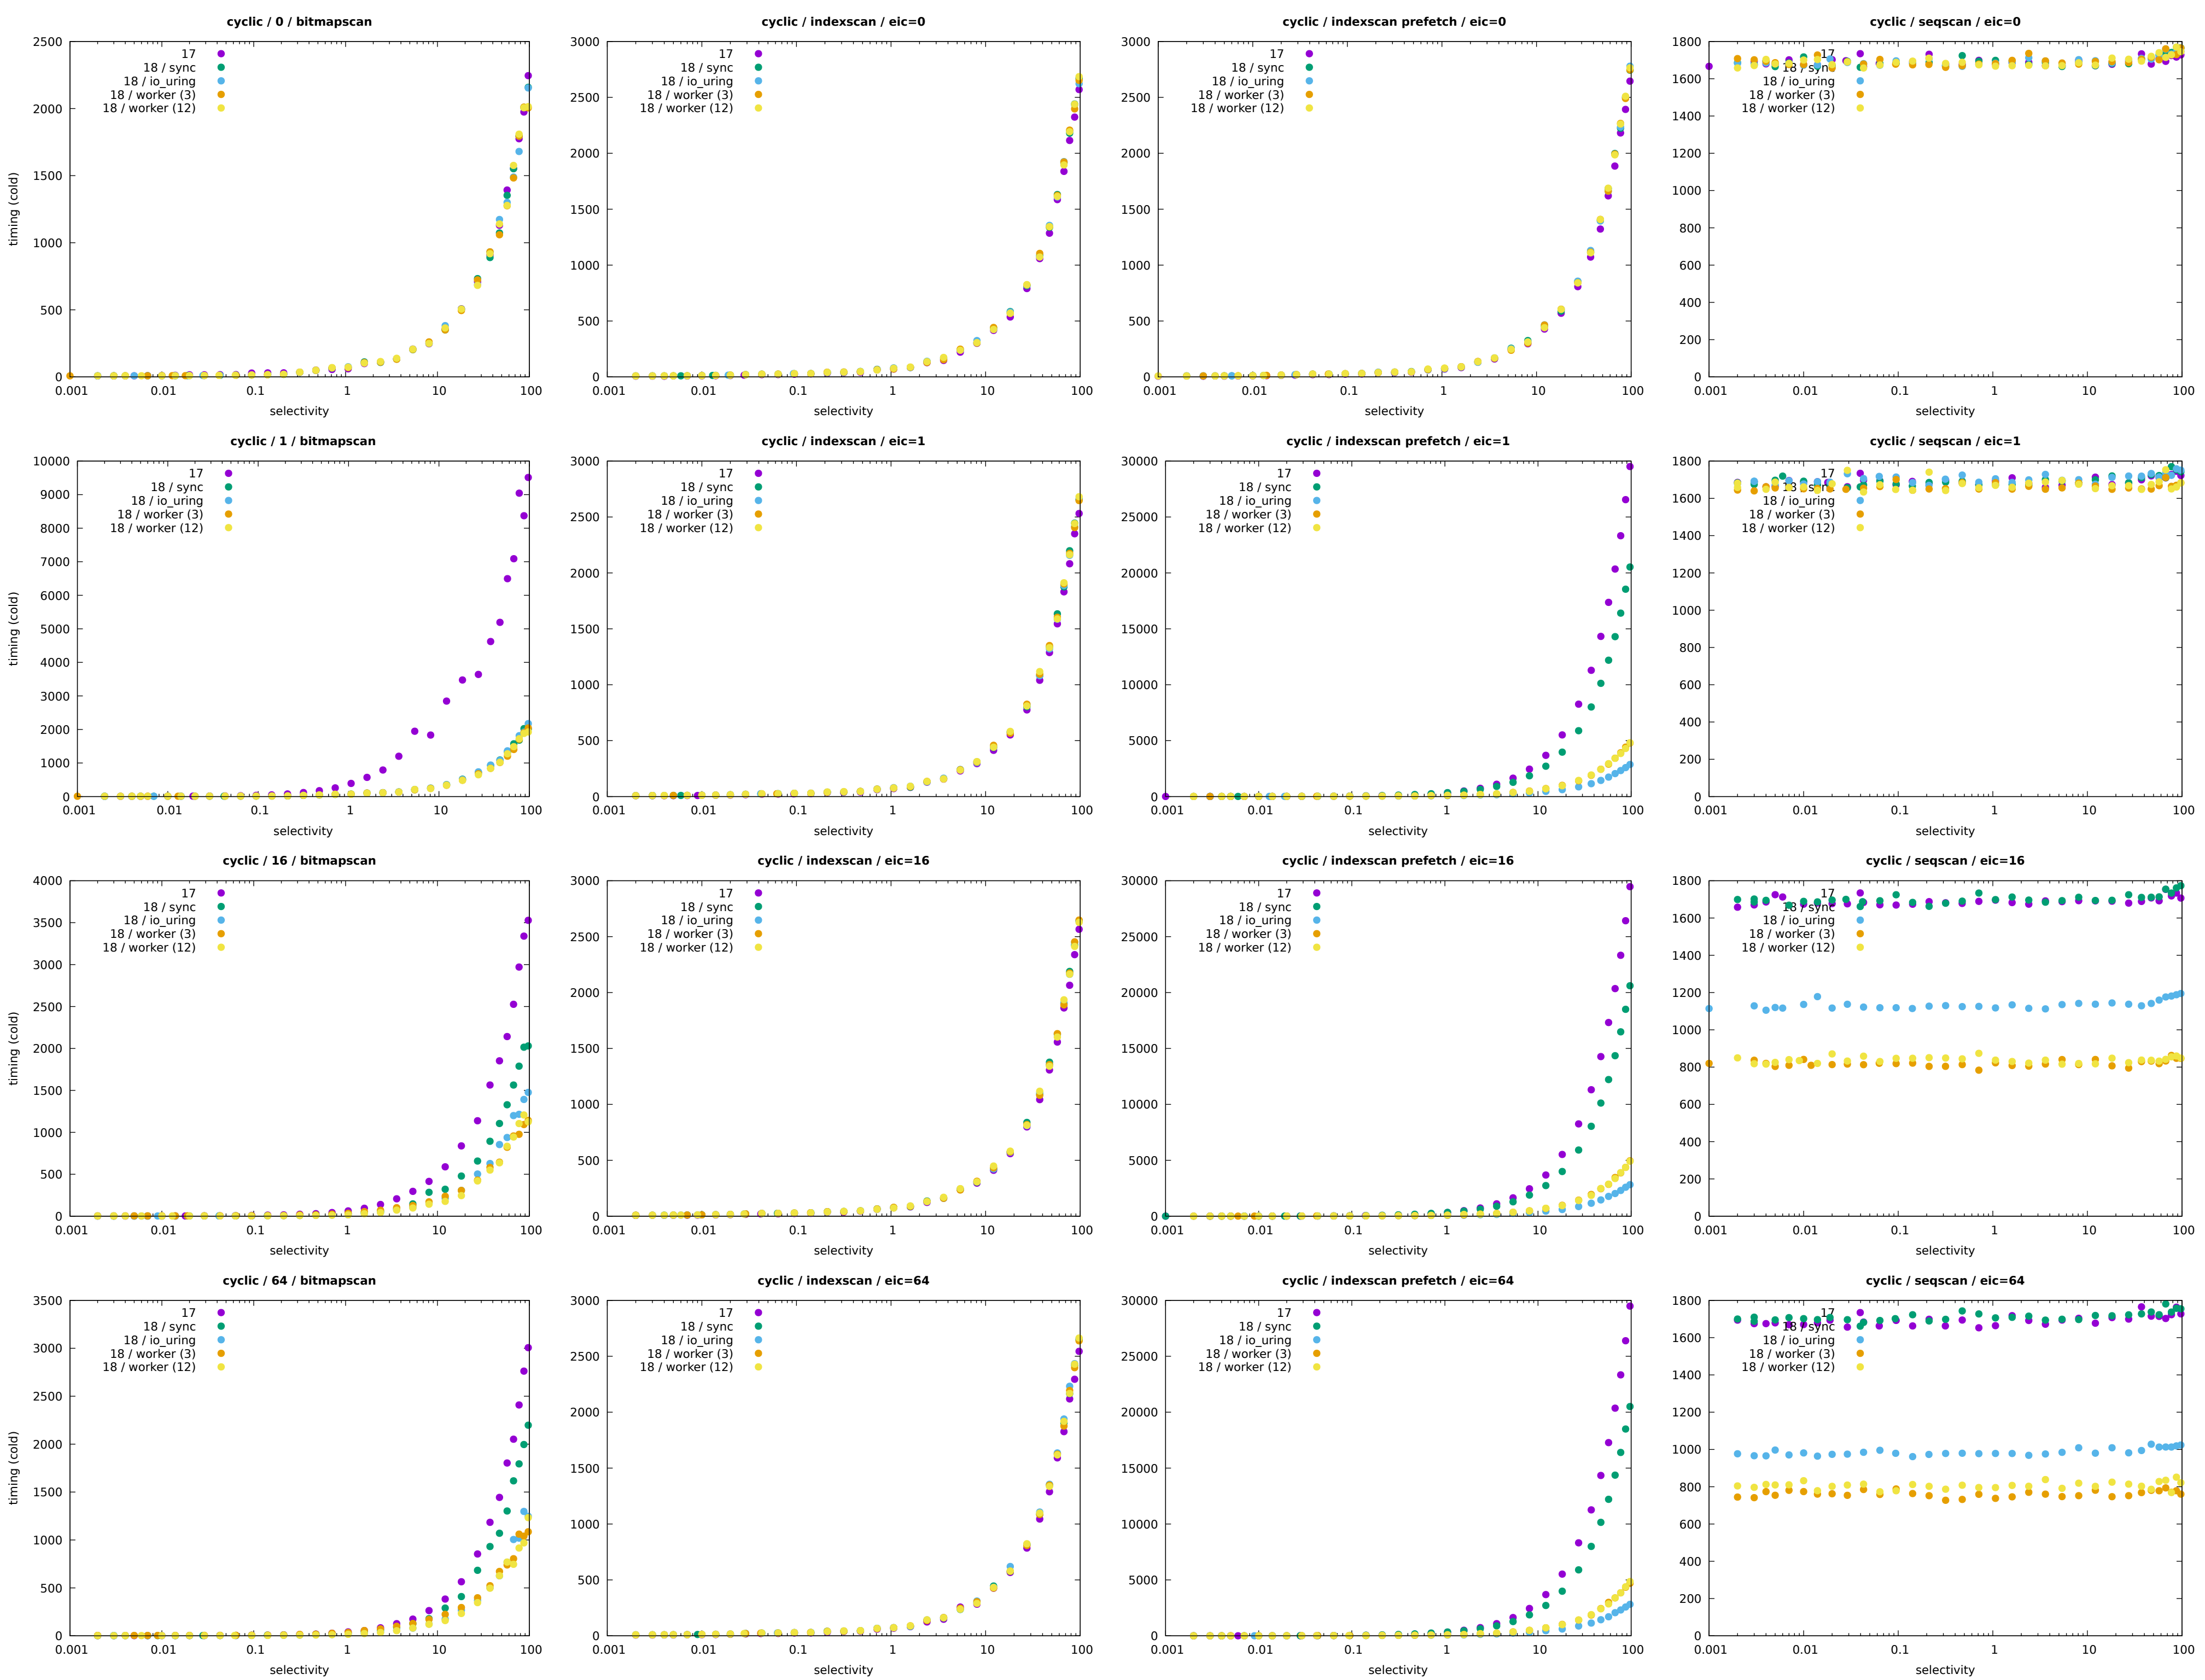 cyclic / 0 / bitmapscan
timing (cold)
2500
2000
1500
1000
500
0
17
18 / sync
18 / io_uring
18 / worker (3)
18 / worker (12)
0.001 0.01 0.1 1 10 100
selectivity
cyclic / indexscan / eic=0
3000
2500
2000
1500
1000
500
0
17
18 / sync
18 / io_uring
18 / worker (3)
18 / worker (12)
0.001 0.01 0.1 1 10 100
selectivity
cyclic / indexscan prefetch / eic=0
3000
2500
2000
1500
1000
500
0
17
18 / sync
18 / io_uring
18 / worker (3)
18 / worker (12)
0.001 0.01 0.1 1 10 100
selectivity
cyclic / seqscan / eic=0
1800
1600
1400
1200
1000
800
600
400
200
0
17
18 / sync
18 / io_uring
18 / worker (3)
18 / worker (12)
0.001 0.01 0.1 1 10 100
selectivity
cyclic / 1 / bitmapscan
timing (cold)
10000
9000
8000
7000
6000
5000
4000
3000
2000
1000
0
17
18 / sync
18 / io_uring
18 / worker (3)
18 / worker (12)
0.001 0.01 0.1 1 10 100
selectivity
cyclic / indexscan / eic=1
3000
2500
2000
1500
1000
500
0
17
18 / sync
18 / io_uring
18 / worker (3)
18 / worker (12)
0.001 0.01 0.1 1 10 100
selectivity
cyclic / indexscan prefetch / eic=1
30000
25000
20000
15000
10000
5000
0
17
18 / sync
18 / io_uring
18 / worker (3)
18 / worker (12)
0.001 0.01 0.1 1 10 100
selectivity
cyclic / seqscan / eic=1
1800
1600
1400
1200
1000
800
600
400
200
0
17
18 / sync
18 / io_uring
18 / worker (3)
18 / worker (12)
0.001 0.01 0.1 1 10 100
selectivity
cyclic / 16 / bitmapscan
timing (cold)
4000
3500
3000
2500
2000
1500
1000
500
0
17
18 / sync
18 / io_uring
18 / worker (3)
18 / worker (12)
0.001 0.01 0.1 1 10 100
selectivity
cyclic / indexscan / eic=16
3000
2500
2000
1500
1000
500
0
17
18 / sync
18 / io_uring
18 / worker (3)
18 / worker (12)
0.001 0.01 0.1 1 10 100
selectivity
cyclic / indexscan prefetch / eic=16
30000
25000
20000
15000
10000
5000
0
17
18 / sync
18 / io_uring
18 / worker (3)
18 / worker (12)
0.001 0.01 0.1 1 10 100
selectivity
cyclic / seqscan / eic=16
1800
1600
1400
1200
1000
800
600
400
200
0
17
18 / sync
18 / io_uring
18 / worker (3)
18 / worker (12)
0.001 0.01 0.1 1 10 100
selectivity
cyclic / 64 / bitmapscan
timing (cold)
3500
3000
2500
2000
1500
1000
500
0
17
18 / sync
18 / io_uring
18 / worker (3)
18 / worker (12)
0.001 0.01 0.1 1 10 100
selectivity
cyclic / indexscan / eic=64
3000
2500
2000
1500
1000
500
0
17
18 / sync
18 / io_uring
18 / worker (3)
18 / worker (12)
0.001 0.01 0.1 1 10 100
selectivity
cyclic / indexscan prefetch / eic=64
30000
25000
20000
15000
10000
5000
0
17
18 / sync
18 / io_uring
18 / worker (3)
18 / worker (12)
0.001 0.01 0.1 1 10 100
selectivity
cyclic / seqscan / eic=64
1800
1600
1400
1200
1000
800
600
400
200
0
17
18 / sync
18 / io_uring
18 / worker (3)
18 / worker (12)
0.001 0.01 0.1 1 10 100
selectivity